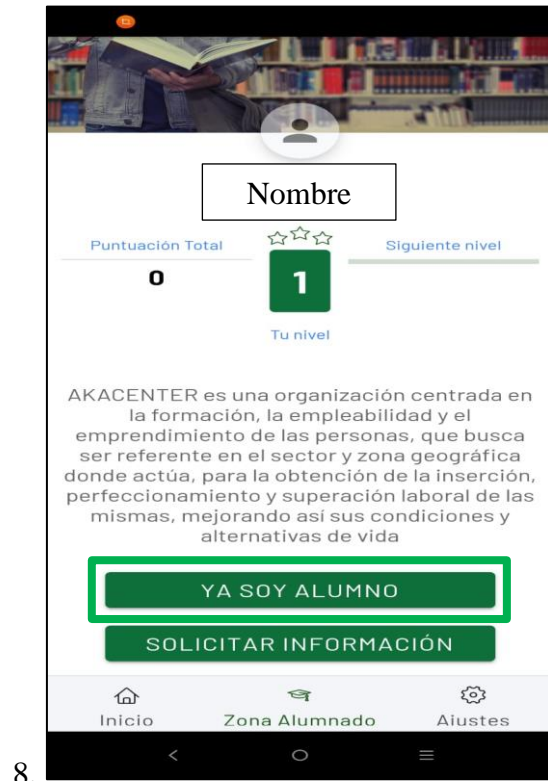 Nombre
Puntuación Total
Siguiente nivel
0
1
Tu nivel
AKACENTER es una organización centrada en
la formación, la empleabilidad y el
emprendimiento de las personas, que busca
ser referente en el sector y zona geográfica
donde actúa, para la obtención de la inserción,
perfeccionamiento y superación laboral de las
mismas, mejorando así sus condiciones y
alternativas de vida
YA SOY ALUMNO
SOLICITAR INFORMACIÓN
Inicio
Zona Alumnado
Ajustes
8.